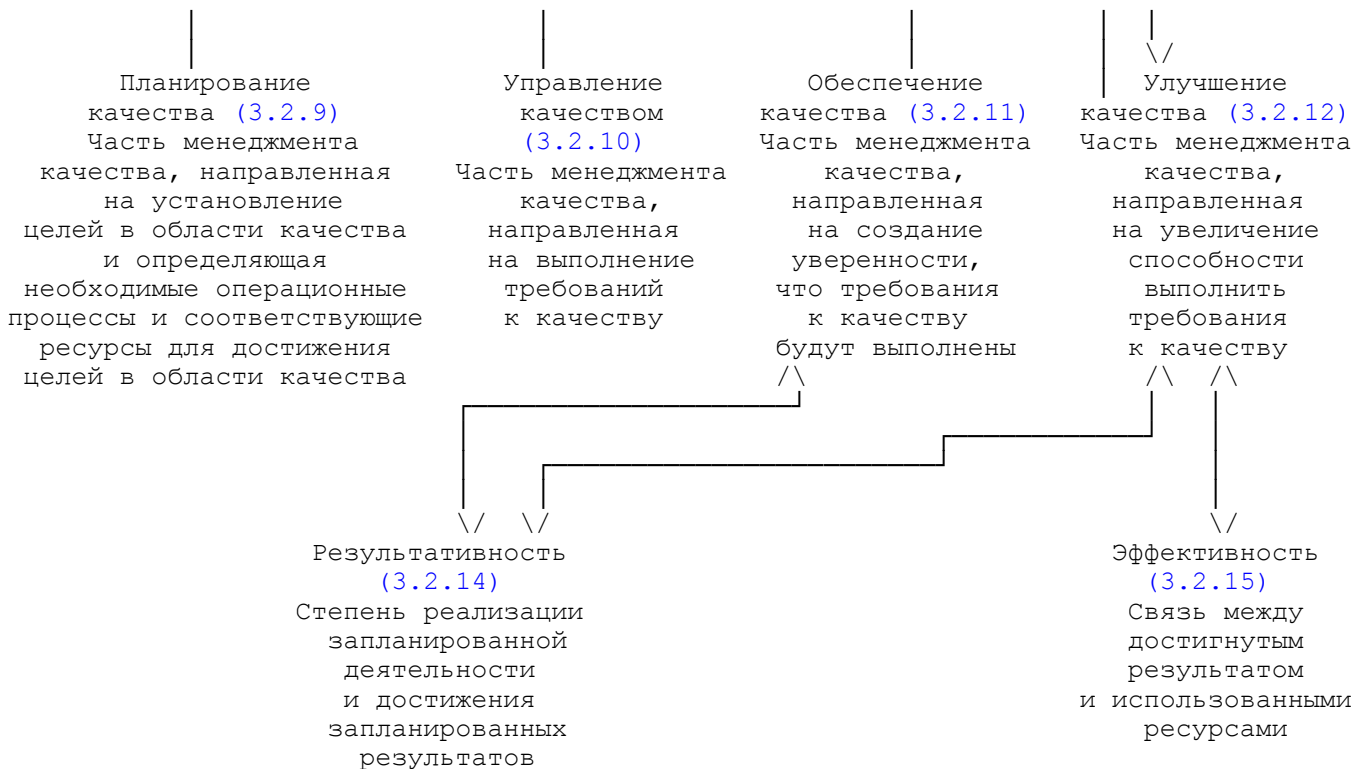 Планирование
качества (3.2.9)
Часть менеджмента
качества, направленная
на установление
целей в области качества
и определяющая
необходимые операционные
процессы и соответствующие
ресурсы для достижения
целей в области качества
Управление
качеством
(3.2.10)
Часть менеджмента
качества,
направленная
на выполнение
требований
к качеству
Обеспечение
качества (3.2.11)
Часть менеджмента
качества,
направленная
на создание
уверенности,
что требования
к качеству
будут выполнены
Улучшение
качества (3.2.12)
Часть менеджмента
качества,
направленная
на увеличение
способности
выполнить
требования
к качеству
Результативность
(3.2.14)
Степень реализации
запланированной
деятельности
и достижения
запланированных
результатов
Эффективность
(3.2.15)
Связь между
достигнутым
результатом
и использованными
ресурсами